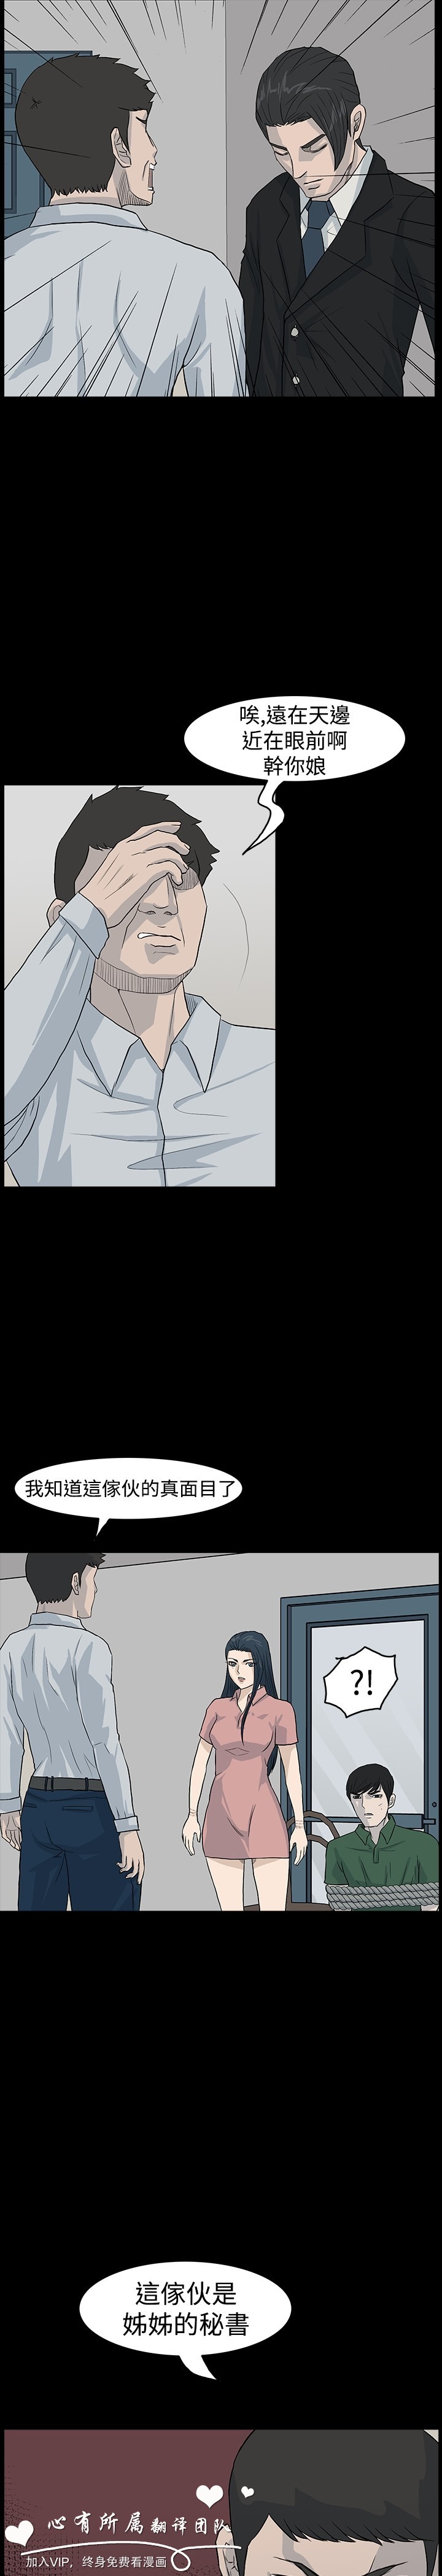 唉,遠在天邊
近在眼前啊
幹你娘
我知道這傢伙的真面目了
?!
這傢伙是
姊姊的秘書
心有所属翻译团队
加入VIP，终身免费看漫画